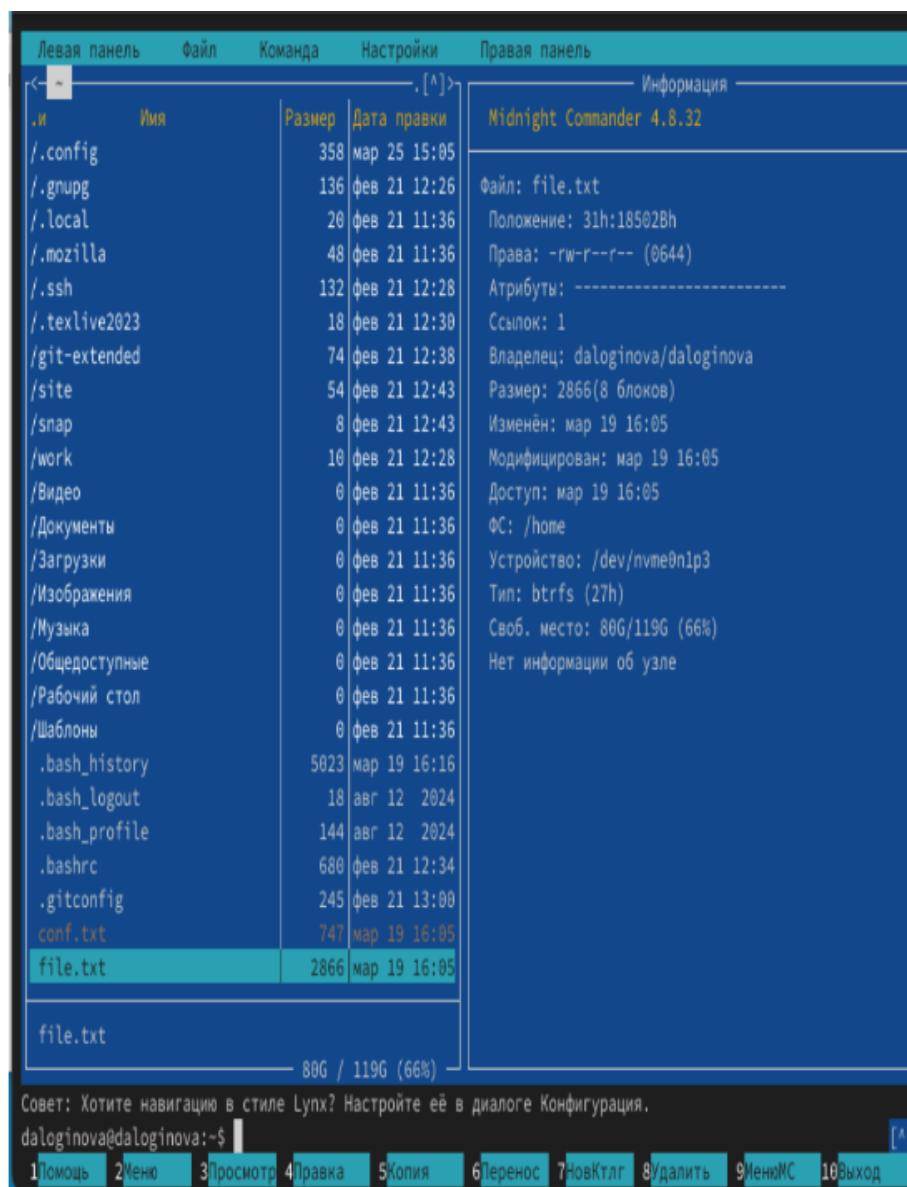 Левая панель Файл Команда Настройки Правая панель
<- ~ .[^]>
.и Имя Размер Дата правки
/.config 358 мар 25 15:05
/.gnupg 136 фев 21 12:26
/.local 20 фев 21 11:36
/.mozilla 48 фев 21 11:36
/.ssh 132 фев 21 12:28
/.texlive2023 18 фев 21 12:30
/git-extended 74 фев 21 12:38
/site 54 фев 21 12:43
/snap 8 фев 21 12:43
/work 10 фев 21 12:28
/Видео 0 фев 21 11:36
/Документы 0 фев 21 11:36
/Загрузки 0 фев 21 11:36
/Изображения 0 фев 21 11:36
/Музыка 0 фев 21 11:36
/Общедоступные 0 фев 21 11:36
/Рабочий стол 0 фев 21 11:36
/Шаблоны 0 фев 21 11:36
.bash_history 5023 мар 19 16:16
.bash_logout 18 авг 12 2024
.bash_profile 144 авг 12 2024
.bashrc 680 фев 21 12:34
.gitconfig 245 фев 21 13:00
conf.txt 747 мар 19 16:05
file.txt 2866 мар 19 16:05
file.txt
80G / 119G (66%)
Информация
Midnight Commander 4.8.32
Файл: file.txt
Положение: 31h:18502Bh
Права: -rw-r--r-- (0644)
Атрибуты: -------------------------
Ссылок: 1
Владелец: daloginova/daloginova
Размер: 2866(8 блоков)
Изменён: мар 19 16:05
Модифицирован: мар 19 16:05
Доступ: мар 19 16:05
ФС: /home
Устройство: /dev/nvme0n1p3
Тип: btrfs (27h)
Своб. место: 80G/119G (66%)
Нет информации об узле
Совет: Хотите навигацию в стиле Lynx? Настройте её в диалоге Конфигурация.
daloginova@daloginova:~$ [^
1Помощь 2Меню 3Просмотр 4Правка 5Копия 6Перенос 7НовКтлг 8Удалить 9МенюMC 10Выход